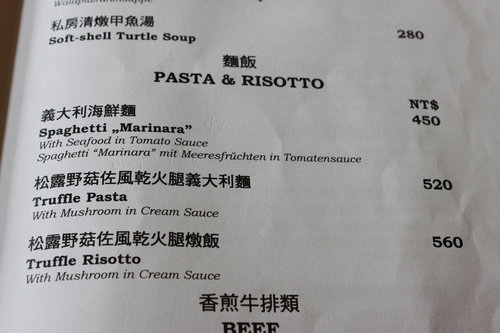 Waldpilzrahmsuppe
私房清燉甲魚湯
Soft-shell Turtle Soup 280
麵飯
PASTA & RISOTTO
NT$
義大利海鮮麵
Spaghetti „Marinara” 450
With Seafood in Tomato Sauce
Spaghetti “Marinara” mit Meeresfrüchten in Tomatensauce
松露野菇佐風乾火腿義大利麵
Truffle Pasta 520
With Mushroom in Cream Sauce
松露野菇佐風乾火腿燉飯
Truffle Risotto 560
With Mushroom in Cream Sauce
香煎牛排類
BEEF